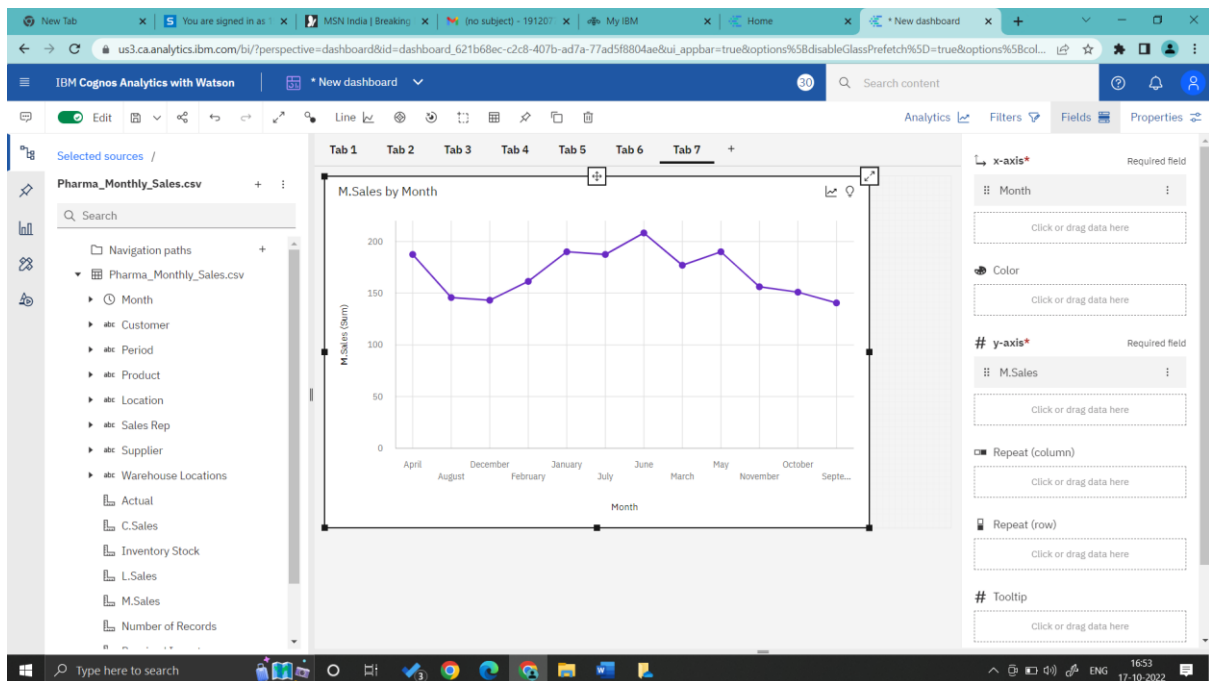 New Tab
You are signed in as
MSN India | Breaking
(no subject) - 191207
My IBM
Home
* New dashboard
us3.ca.analytics.ibm.com/bi/?perspective=dashboard&id=dashboard_621b68ec-c2c8-407b-ad7a-77ad5f8804ae&ui_appbar=true&options%5BdisableGlassPrefetch%5D=true&options%5Bcol...
IBM Cognos Analytics with Watson
* New dashboard
30
Search content
Edit
Line
Analytics
Filters
Fields
Properties
Selected sources /
Pharma_Monthly_Sales.csv
Search
Navigation paths
Pharma_Monthly_Sales.csv
Month
abc Customer
abc Period
abc Product
abc Location
abc Sales Rep
abc Supplier
abc Warehouse Locations
Actual
C.Sales
Inventory Stock
L.Sales
M.Sales
Number of Records
Tab 1 Tab 2 Tab 3 Tab 4 Tab 5 Tab 6 Tab 7 +
M.Sales by Month
M.Sales (Sum)
200
150
100
50
0
April August December February January July June March May November October Septe...
Month
x-axis* Required field
Month
Click or drag data here
Color
Click or drag data here
# y-axis* Required field
M.Sales
Click or drag data here
Repeat (column)
Click or drag data here
Repeat (row)
Click or drag data here
# Tooltip
Click or drag data here
Type here to search
3
ENG
16:53
17-10-2022